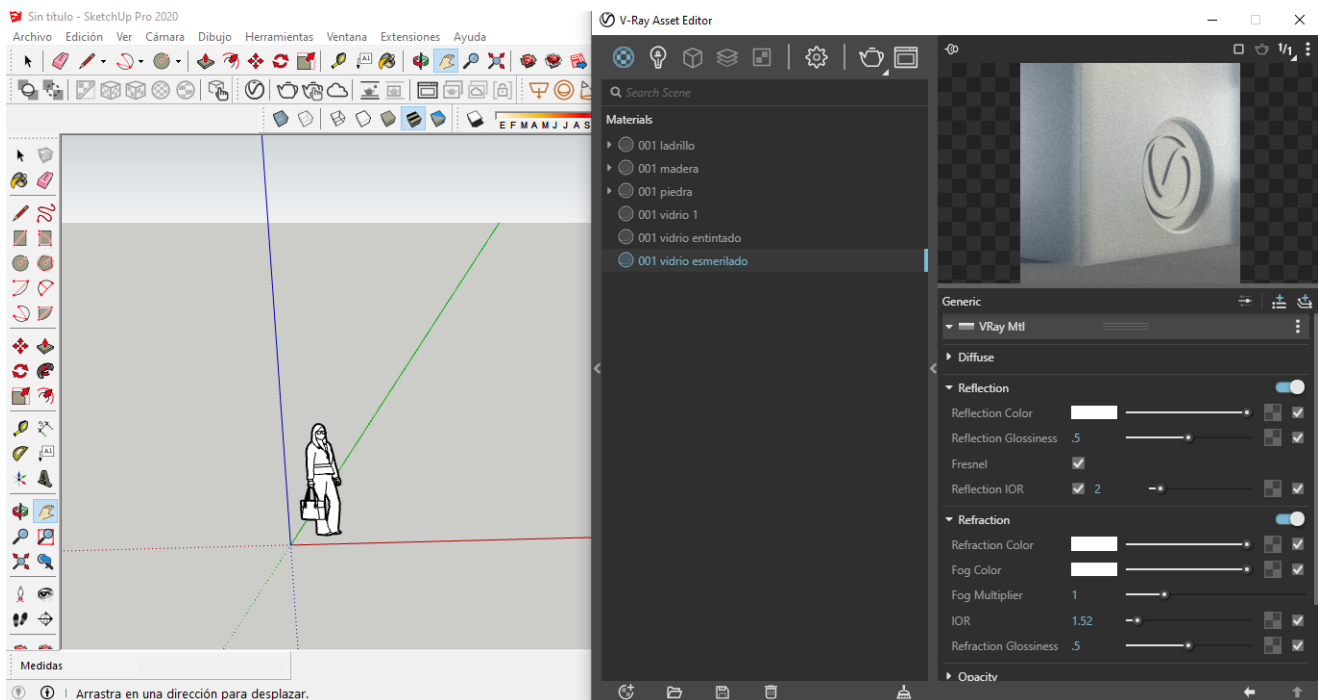 Sin título - SketchUp Pro 2020
Archivo Edición Ver Cámara Dibujo Herramientas Ventana Extensiones Ayuda
E F M A M J J A S
Medidas
Arrastra en una dirección para desplazar.
V-Ray Asset Editor
Search Scene
Materials
001 ladrillo
001 madera
001 piedra
001 vidrio 1
001 vidrio entintado
001 vidrio esmerilado
1/1
Generic
VRay Mtl
Diffuse
Reflection
Reflection Color
Reflection Glossiness .5
Fresnel
Reflection IOR 2
Refraction
Refraction Color
Fog Color
Fog Multiplier 1
IOR 1.52
Refraction Glossiness .5
Opacity